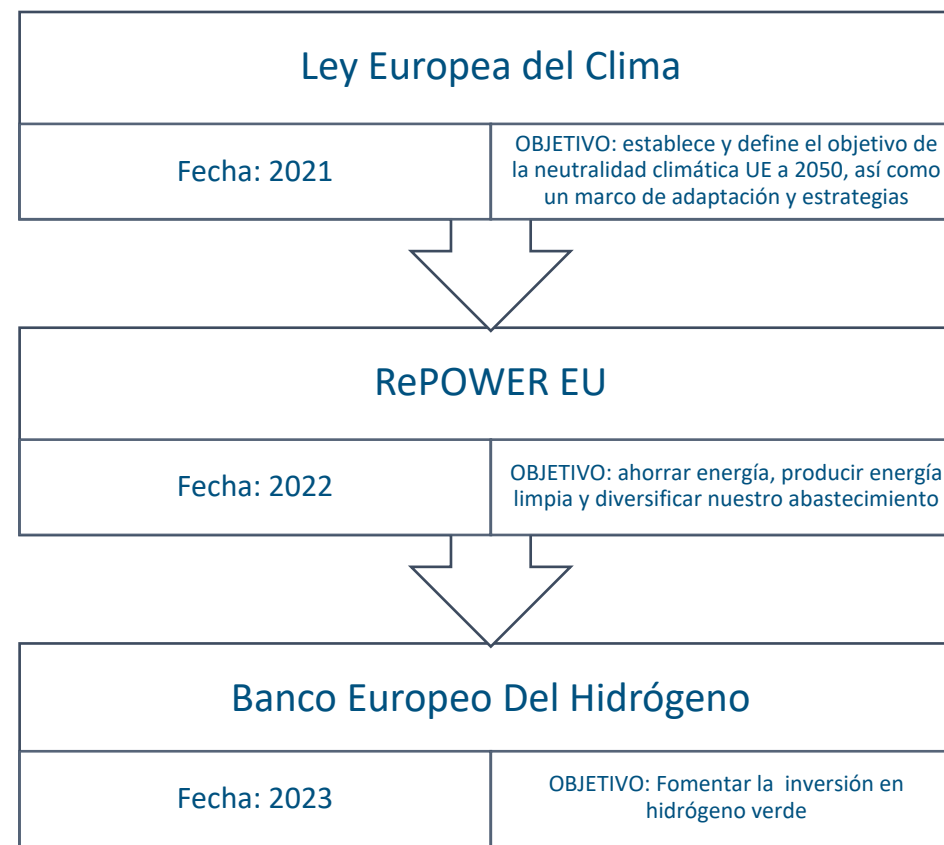 Ley Europea del Clima
Fecha: 2021
OBJETIVO: establece y define el objetivo de
la neutralidad climática UE a 2050, así como
un marco de adaptación y estrategias
RePOWER EU
Fecha: 2022
OBJETIVO: ahorrar energía, producir energía
limpia y diversificar nuestro abastecimiento
Banco Europeo Del Hidrógeno
Fecha: 2023
OBJETIVO: Fomentar la  inversión en
hidrógeno verde